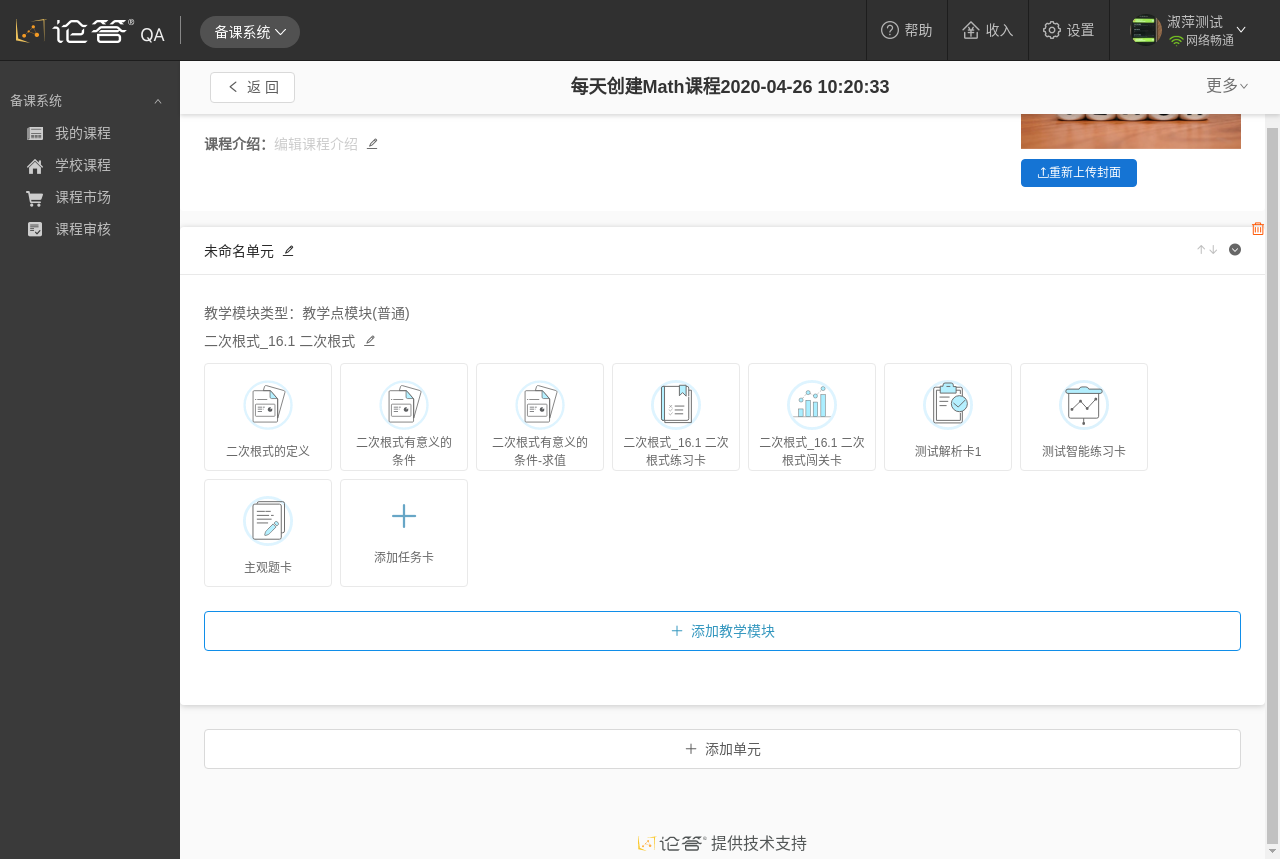 论答® QA
备课系统
帮助
收入
设置
淑萍测试
网络畅通
备课系统
我的课程
学校课程
课程市场
课程审核
返 回
每天创建Math课程2020-04-26 10:20:33
更多
课程介绍：编辑课程介绍
重新上传封面
未命名单元
教学模块类型：教学点模块(普通)
二次根式_16.1 二次根式
二次根式的定义
二次根式有意义的
条件
二次根式有意义的
条件-求值
二次根式_16.1 二次
根式练习卡
二次根式_16.1 二次
根式闯关卡
测试解析卡1
测试智能练习卡
主观题卡
添加任务卡
添加教学模块
添加单元
论答® 提供技术支持